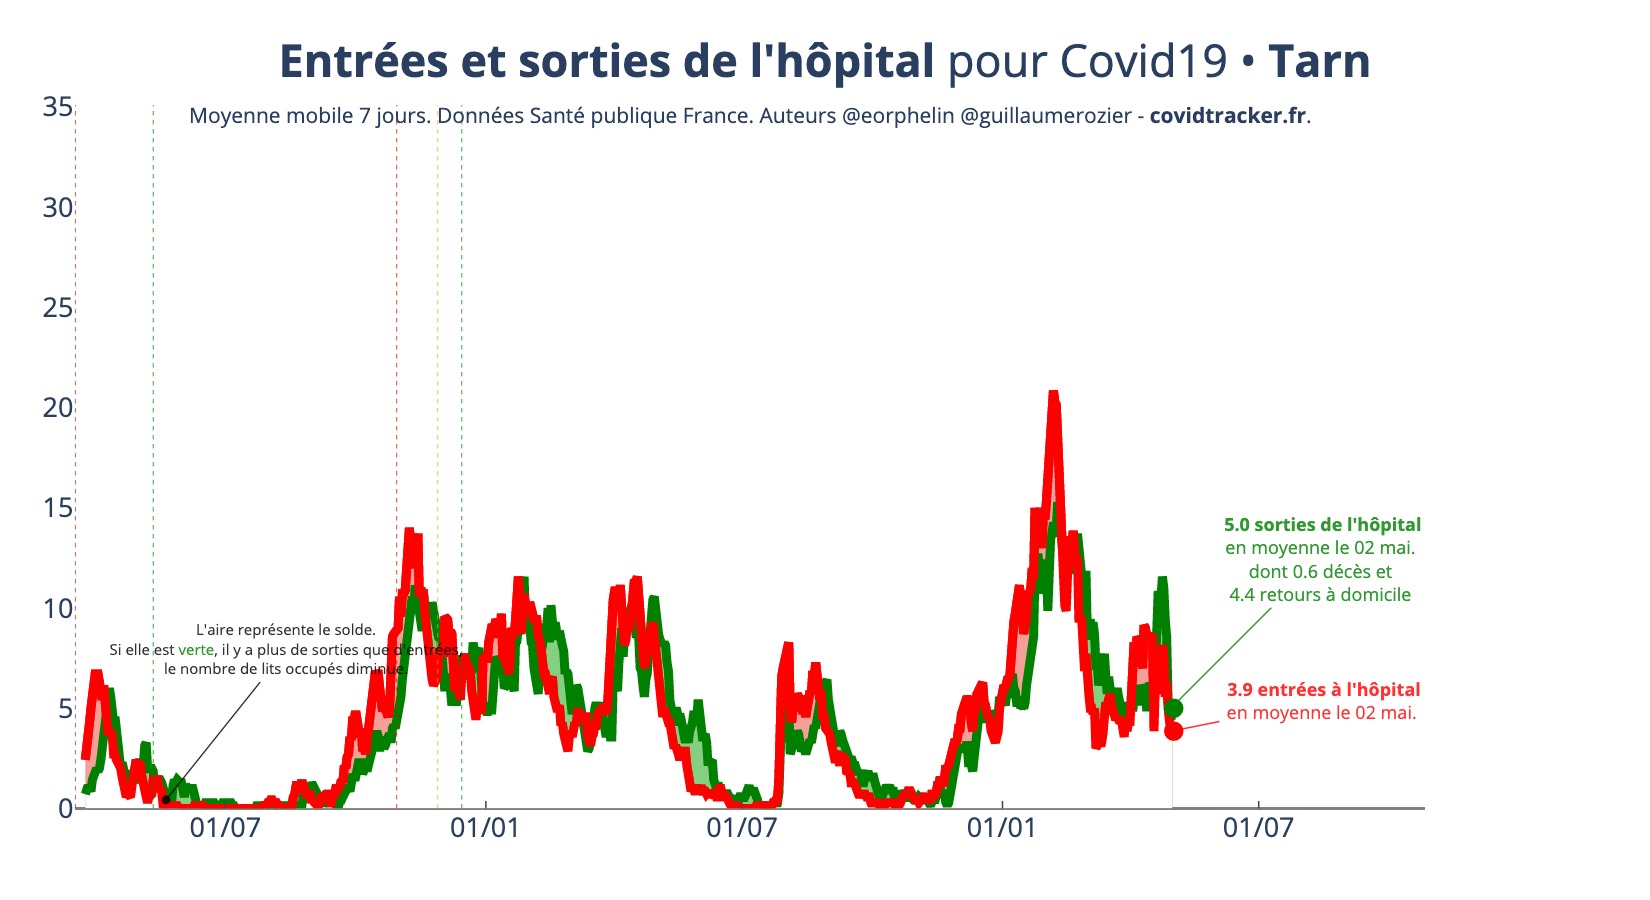 Entrées et sorties de l'hôpital pour Covid19 • Tarn
Moyenne mobile 7 jours. Données Santé publique France. Auteurs @eorphelin @guillaumerozier - covidtracker.fr.
35
30
25
20
15
10
5
0
L'aire représente le solde.
Si elle est verte, il y a plus de sorties que d'entrées,
le nombre de lits occupés diminue.
5.0 sorties de l'hôpital
en moyenne le 02 mai.
dont 0.6 décès et
4.4 retours à domicile
3.9 entrées à l'hôpital
en moyenne le 02 mai.
01/07
01/01
01/07
01/01
01/07